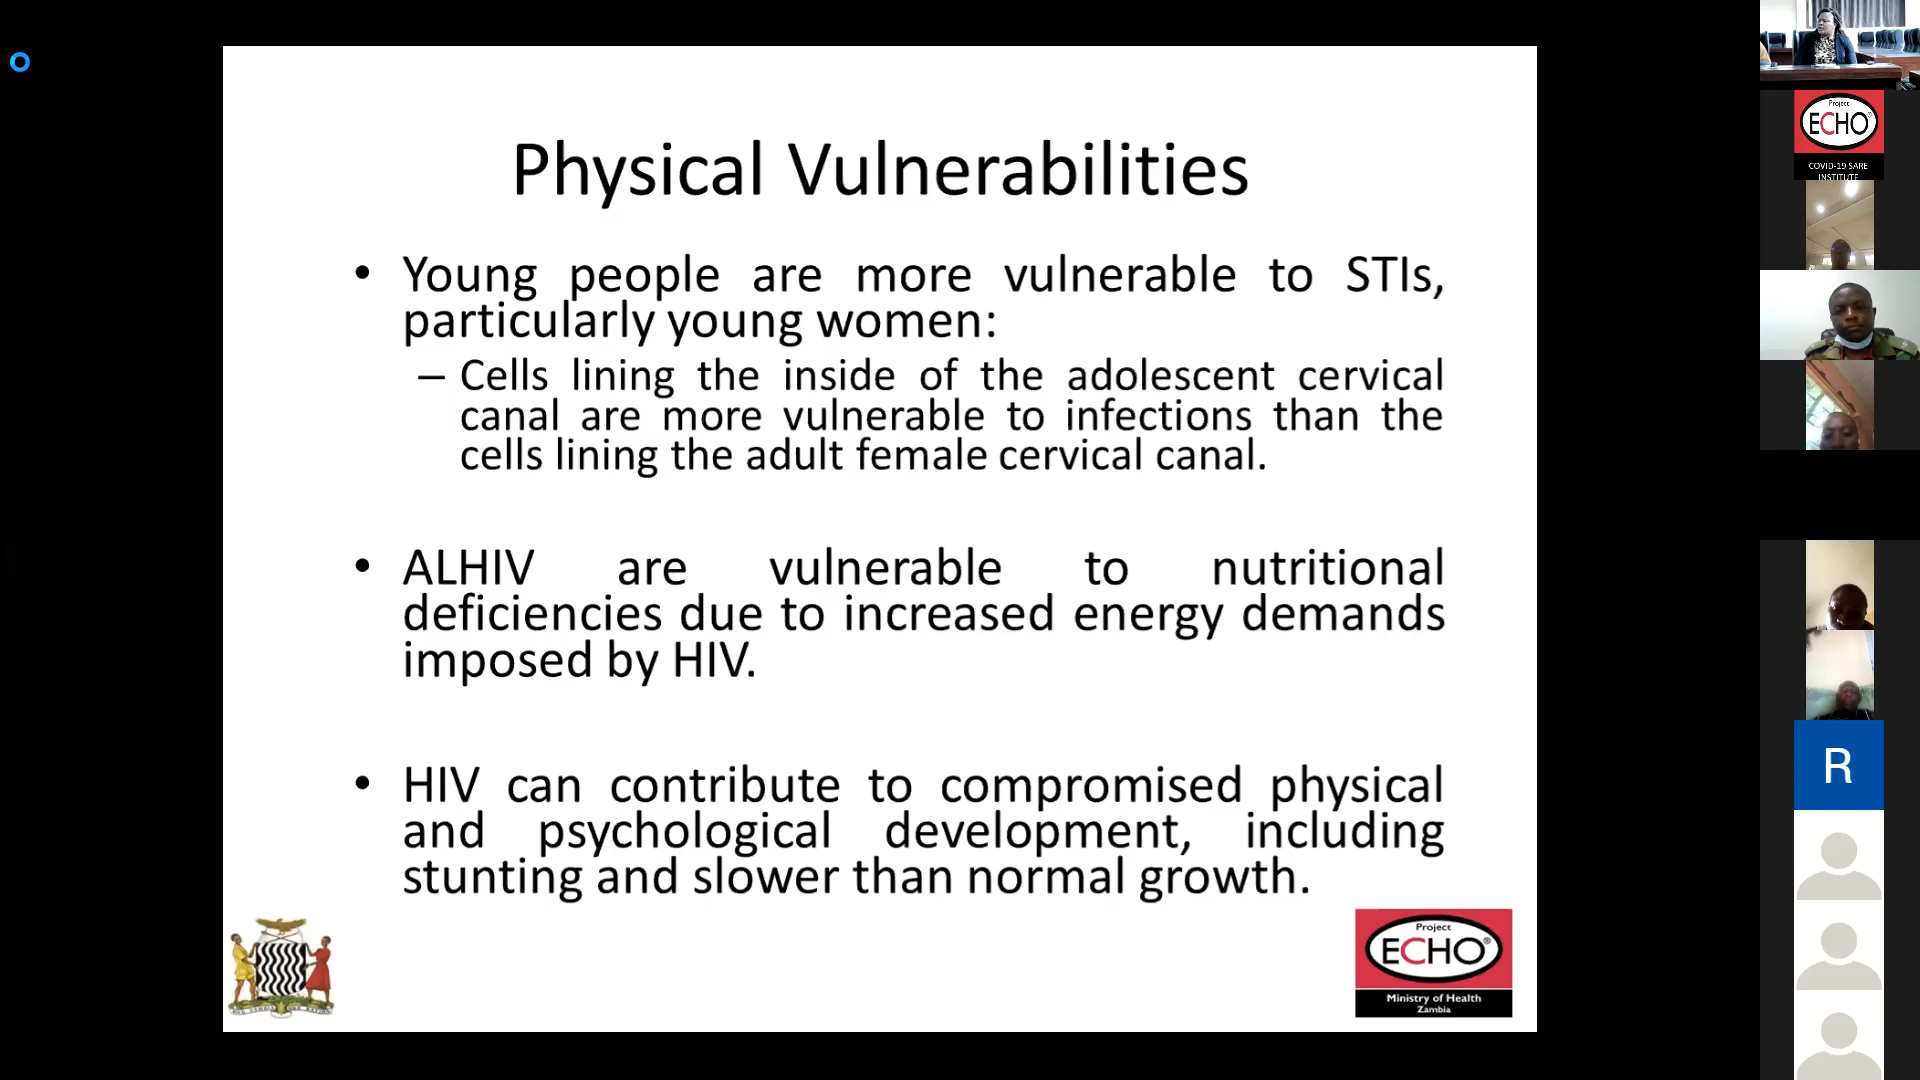 Physical Vulnerabilities
• Young people are more vulnerable to STIs,
particularly young women:
– Cells lining the inside of the adolescent cervical
canal are more vulnerable to infections than the
cells lining the adult female cervical canal.
• ALHIV are vulnerable to nutritional
deficiencies due to increased energy demands
imposed by HIV.
• HIV can contribute to compromised physical
and psychological development, including
stunting and slower than normal growth.
Project
ECHO®
Ministry of Health
Zambia
Project
ECHO®
COVID-19 SARE
INSTITUTE
R